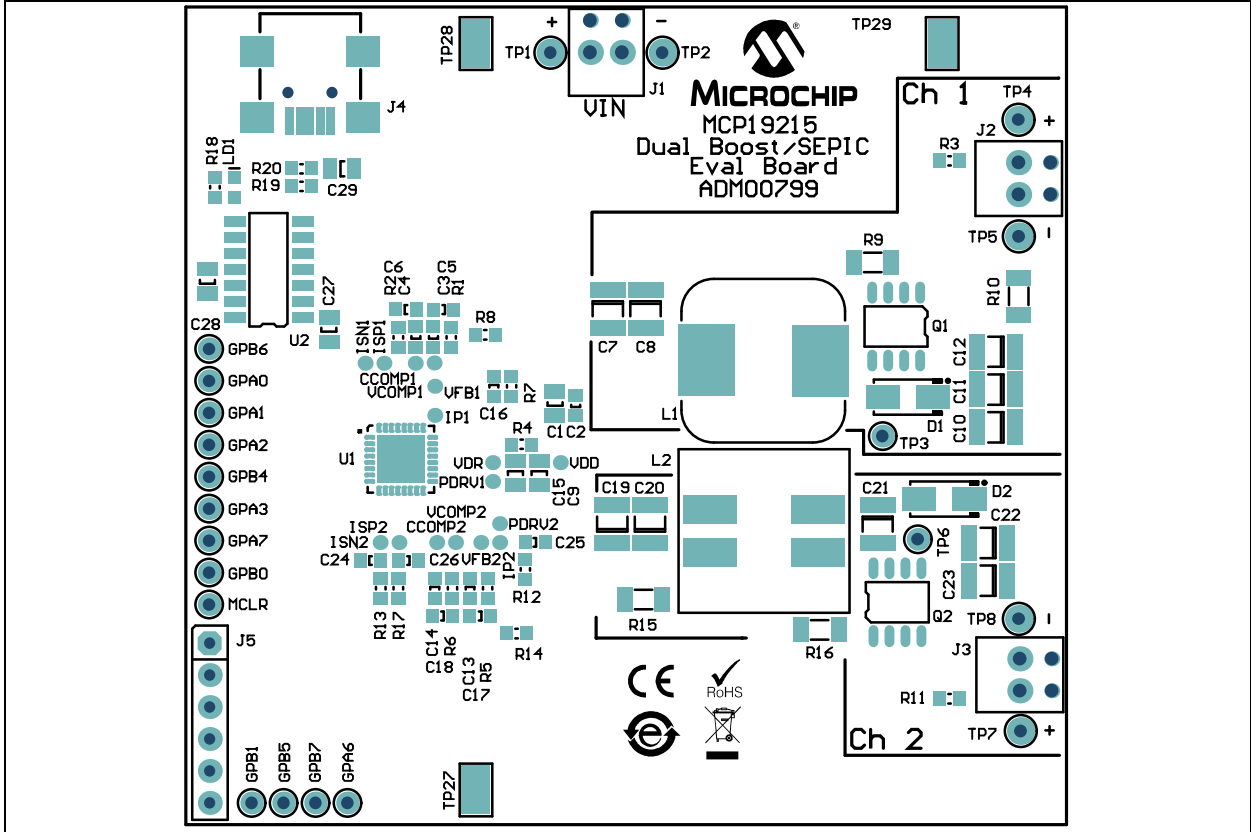 TP28
TP1
+
-
TP2
J1
VIN
®
MICROCHIP
MCP19215
Dual Boost/SEPIC
Eval Board
ADM00799
TP29
Ch 1
TP4
+
J2
R3
TP5
-
J4
R18
LD1
R20
R19
C29
U2
C27
C28
C6
R2
C4
C5
C3
R1
R8
ISN1
ISP1
CCOMP1
VCOMP1
VFB1
IP1
C16
R7
C1
C2
R4
U1
VDR
PDRV1
VDD
C15
C9
C7
C8
L1
R9
Q1
R10
C12
C11
C10
D1
TP3
GPB6
GPA0
GPA1
GPA2
GPB4
GPA3
GPA7
GPB0
MCLR
J5
GPB1
GPB5
GPB7
GPA6
ISP2
ISN2
VCOMP2
CCOMP2
PDRV2
C24
C26
VFB2
IP2
C25
R12
R13
R17
C14
C18
R6
C13
C17
R5
R14
L2
C19
C20
R15
R16
C21
D2
C22
TP6
C23
Q2
TP8
-
J3
R11
TP7
+
Ch 2
CE
RoHS
e
TP27